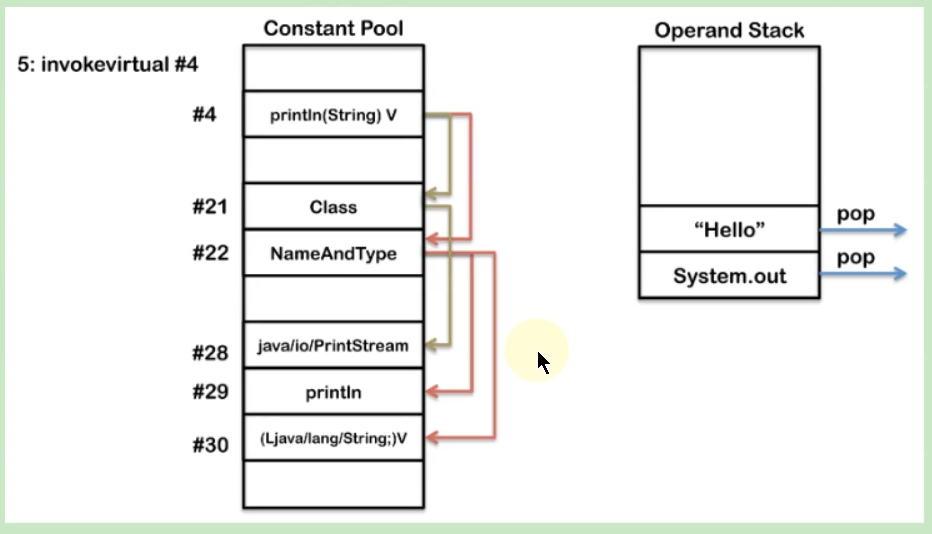 Constant Pool
5: invokevirtual #4
#4
println(String) V
#21
Class
#22
NameAndType
#28
java/io/PrintStream
#29
println
#30
(Ljava/lang/String;)V
Operand Stack
“Hello”
pop
System.out
pop